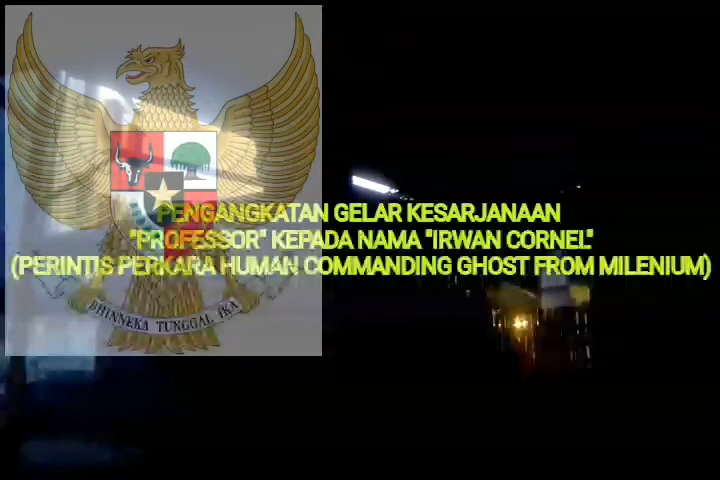 PENGANGKATAN GELAR KESARJANAAN
"PROFESSOR" KEPADA NAMA "IRWAN CORNEL"
(PERINTIS PERKARA HUMAN COMMANDING GHOST FROM MILENIUM)
BHINNEKA TUNGGAL IKA